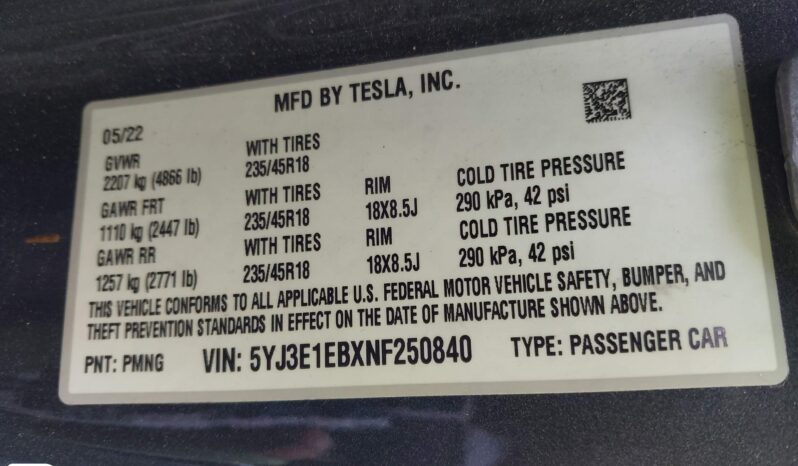 MFD BY TESLA, INC.
05/22
GVWR WITH TIRES
2207 kg (4866 lb) 235/45R18
GAWR FRT WITH TIRES RIM COLD TIRE PRESSURE
1110 kg (2447 lb) 235/45R18 18X8.5J 290 kPa, 42 psi
GAWR RR WITH TIRES RIM COLD TIRE PRESSURE
1257 kg (2771 lb) 235/45R18 18X8.5J 290 kPa, 42 psi
THIS VEHICLE CONFORMS TO ALL APPLICABLE U.S. FEDERAL MOTOR VEHICLE SAFETY, BUMPER, AND
THEFT PREVENTION STANDARDS IN EFFECT ON THE DATE OF MANUFACTURE SHOWN ABOVE.
PNT: PMNG VIN: 5YJ3E1EBXNF250840 TYPE: PASSENGER CAR